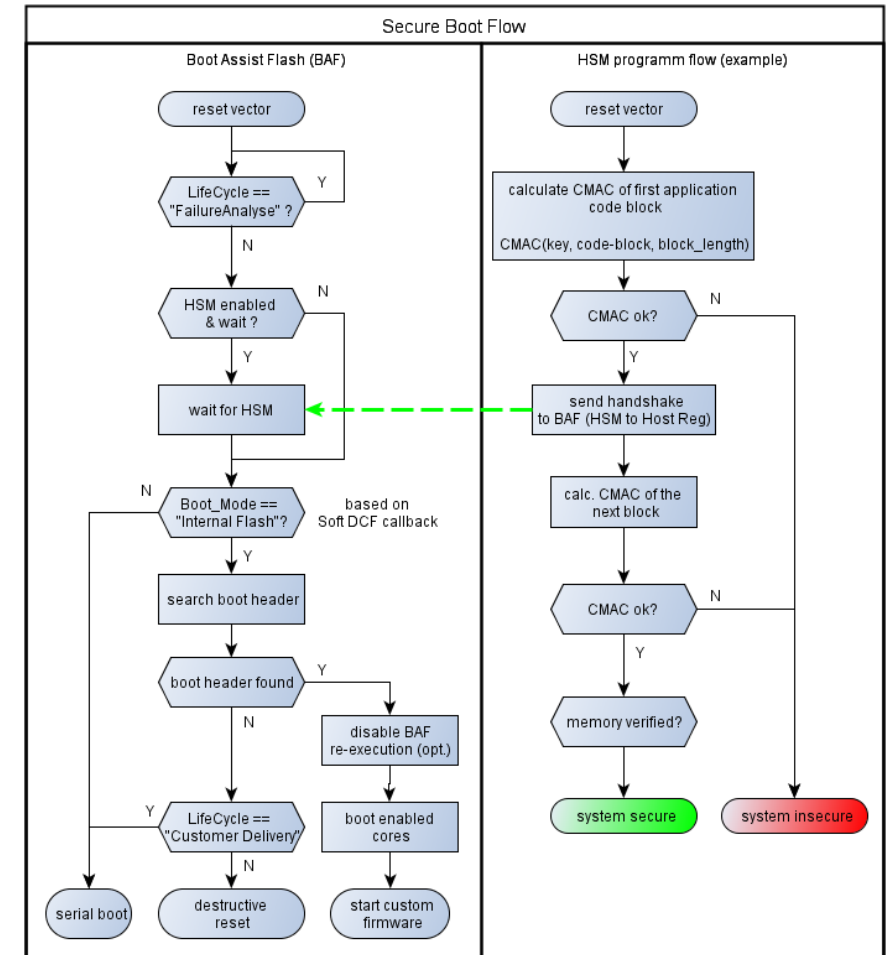 Secure Boot Flow
Boot Assist Flash (BAF)
reset vector
LifeCycle ==
"FailureAnalyse" ?
Y
N
HSM enabled
& wait ?
N
Y
wait for HSM
Boot_Mode ==
"Internal Flash"?
N
based on
Soft DCF callback
Y
search boot header
boot header found
Y
N
disable BAF
re-execution (opt.)
LifeCycle ==
"Customer Delivery"
Y
boot enabled
cores
N
serial boot
destructive
reset
start custom
firmware
HSM programm flow (example)
reset vector
calculate CMAC of first application
code block
CMAC(key, code-block, block_length)
CMAC ok?
N
Y
send handshake
to BAF (HSM to Host Reg)
calc. CMAC of the
next block
CMAC ok?
N
Y
memory verified?
system secure
system insecure